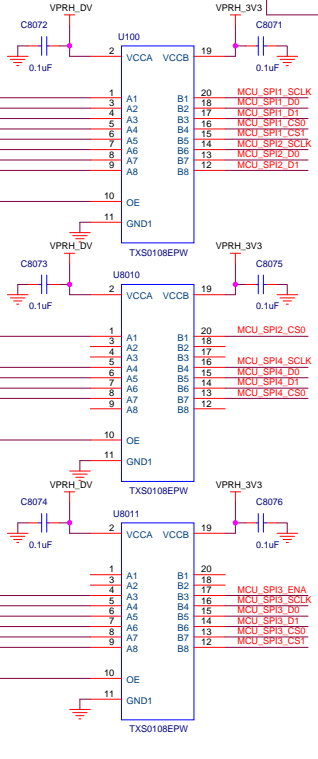 VPRH_DV VPRH_3V3
C8072 U100 C8071
2 VCCA VCCB 19
0.1uF 0.1uF
1 A1 B1 20 MCU_SPI1_SCLK
3 A2 B2 18 MCU_SPI1_D0
4 A3 B3 17 MCU_SPI1_D1
5 A4 B4 16 MCU_SPI1_CS0
6 A5 B5 15 MCU_SPI1_CS1
7 A6 B6 14 MCU_SPI2_SCLK
8 A7 B7 13 MCU_SPI2_D0
9 A8 B8 12 MCU_SPI2_D1
10 OE
11 GND1
TXS0108EPW
VPRH_DV VPRH_3V3
C8073 U8010 C8075
2 VCCA VCCB 19
0.1uF 0.1uF
1 A1 B1 20 MCU_SPI2_CS0
3 A2 B2 18
4 A3 B3 17
5 A4 B4 16 MCU_SPI4_SCLK
6 A5 B5 15 MCU_SPI4_D0
7 A6 B6 14 MCU_SPI4_D1
8 A7 B7 13 MCU_SPI4_CS0
9 A8 B8 12
10 OE
11 GND1
TXS0108EPW
VPRH_DV VPRH_3V3
C8074 U8011 C8076
2 VCCA VCCB 19
0.1uF 0.1uF
1 A1 B1 20
3 A2 B2 18
4 A3 B3 17 MCU_SPI3_ENA
5 A4 B4 16 MCU_SPI3_SCLK
6 A5 B5 15 MCU_SPI3_D0
7 A6 B6 14 MCU_SPI3_D1
8 A7 B7 13 MCU_SPI3_CS0
9 A8 B8 12 MCU_SPI3_CS1
10 OE
11 GND1
TXS0108EPW